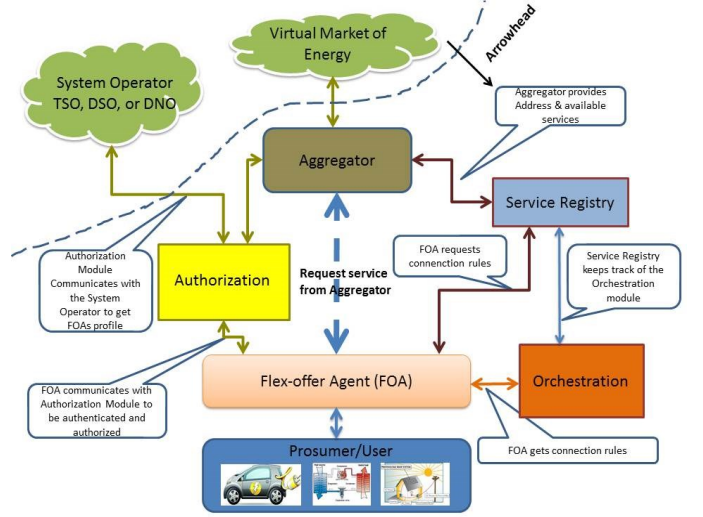 Virtual Market of
Energy
Arrowhead
System Operator
TSO, DSO, or DNO
Aggregator provides
Address & available
services
Aggregator
Service Registry
Authorization
Module
Communicates with
the System
Operator to get
FOAs profile
Authorization
Request service
from Aggregator
FOA requests
connenction rules
Service Registry
keeps track of the
Orchestration
module
FOA communicates with
Authorization Module to
be authenticated and
authorized
Flex-offer Agent (FOA)
Orchestration
FOA gets connection rules
Prosumer/User